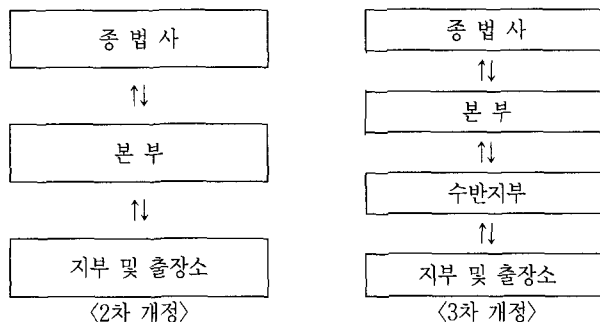 종 법 사
↑↓
본 부
↑↓
지부 및 출장소
〈2차 개정〉
종 법 사
↑↓
본 부
↑↓
수반지부
↑↓
지부 및 출장소
〈3차 개정〉